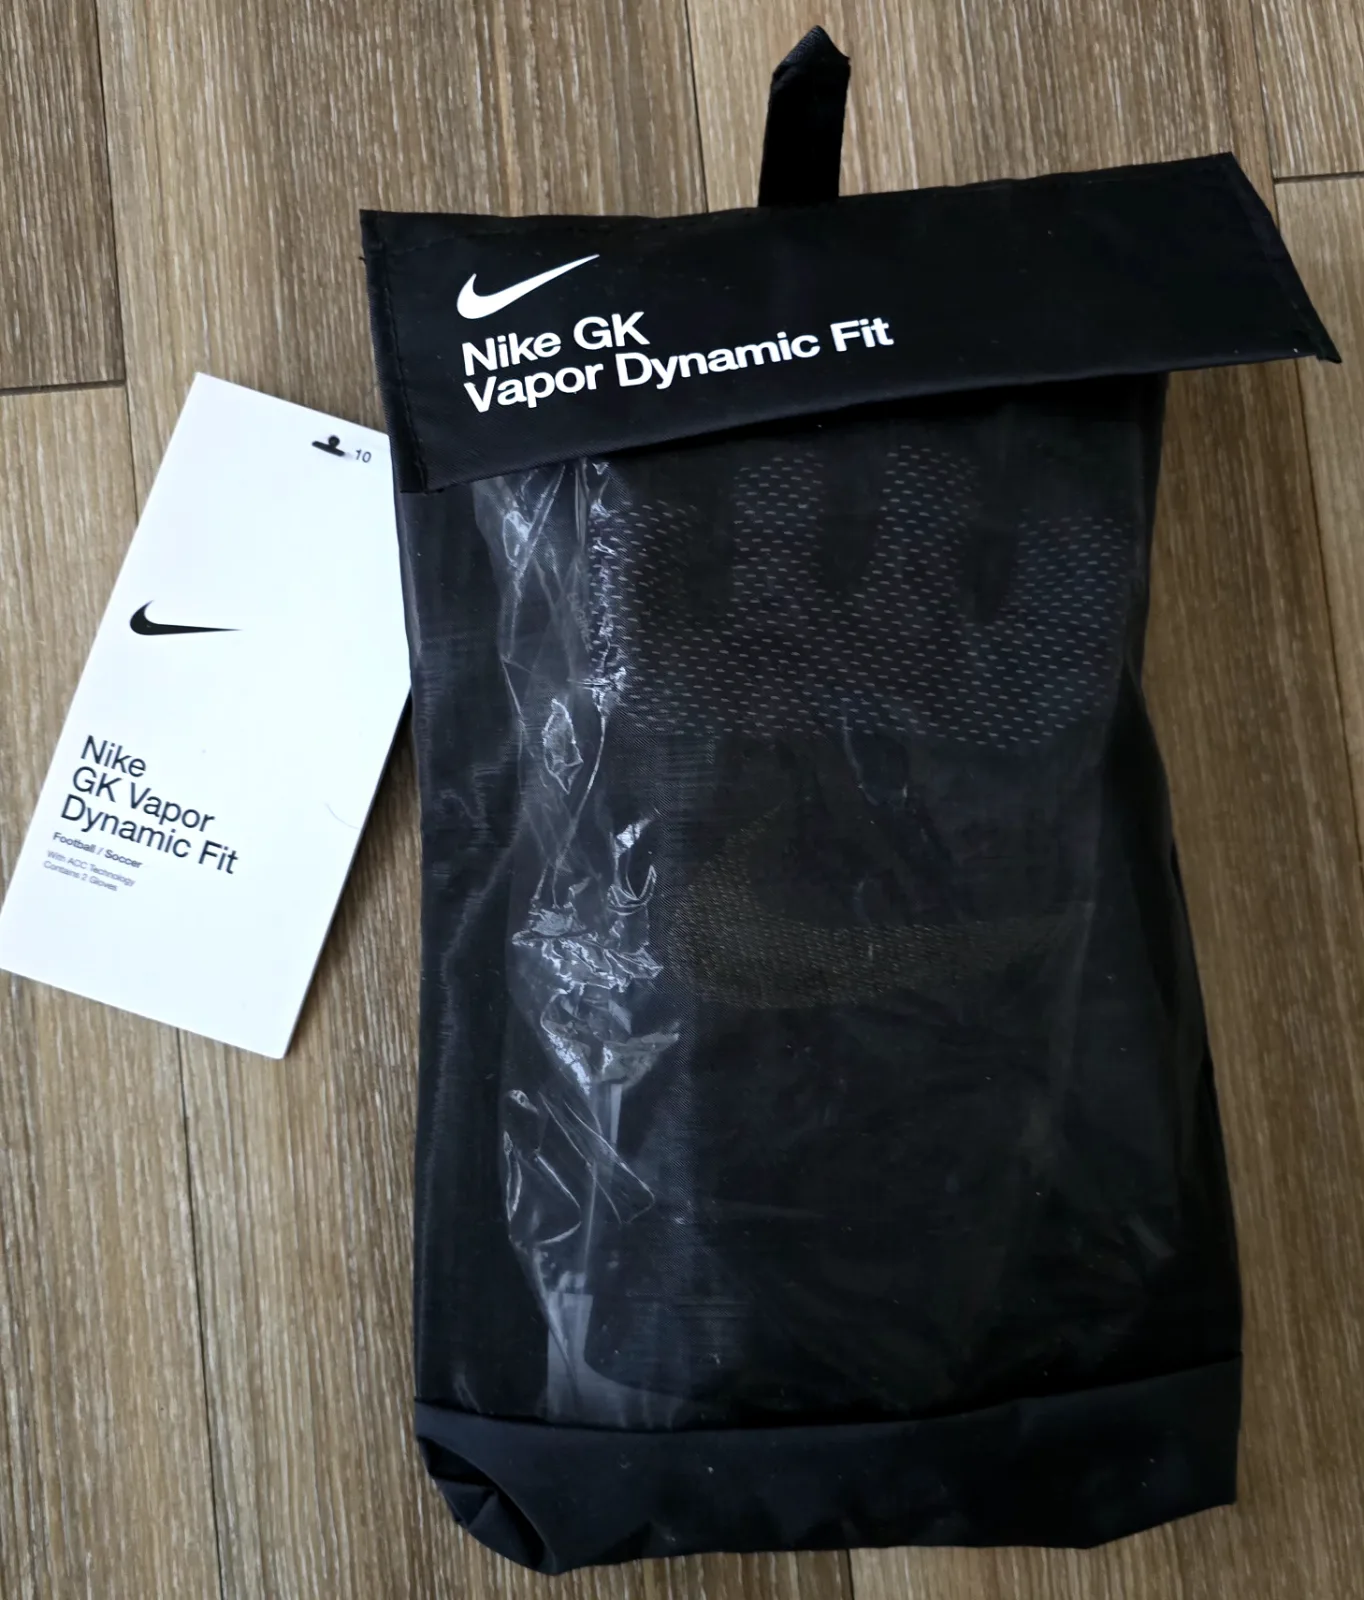 Nike GK
Vapor Dynamic Fit
10
Nike
GK Vapor
Dynamic Fit
Football / Soccer
With ACC Technology
Contains 2 Gloves